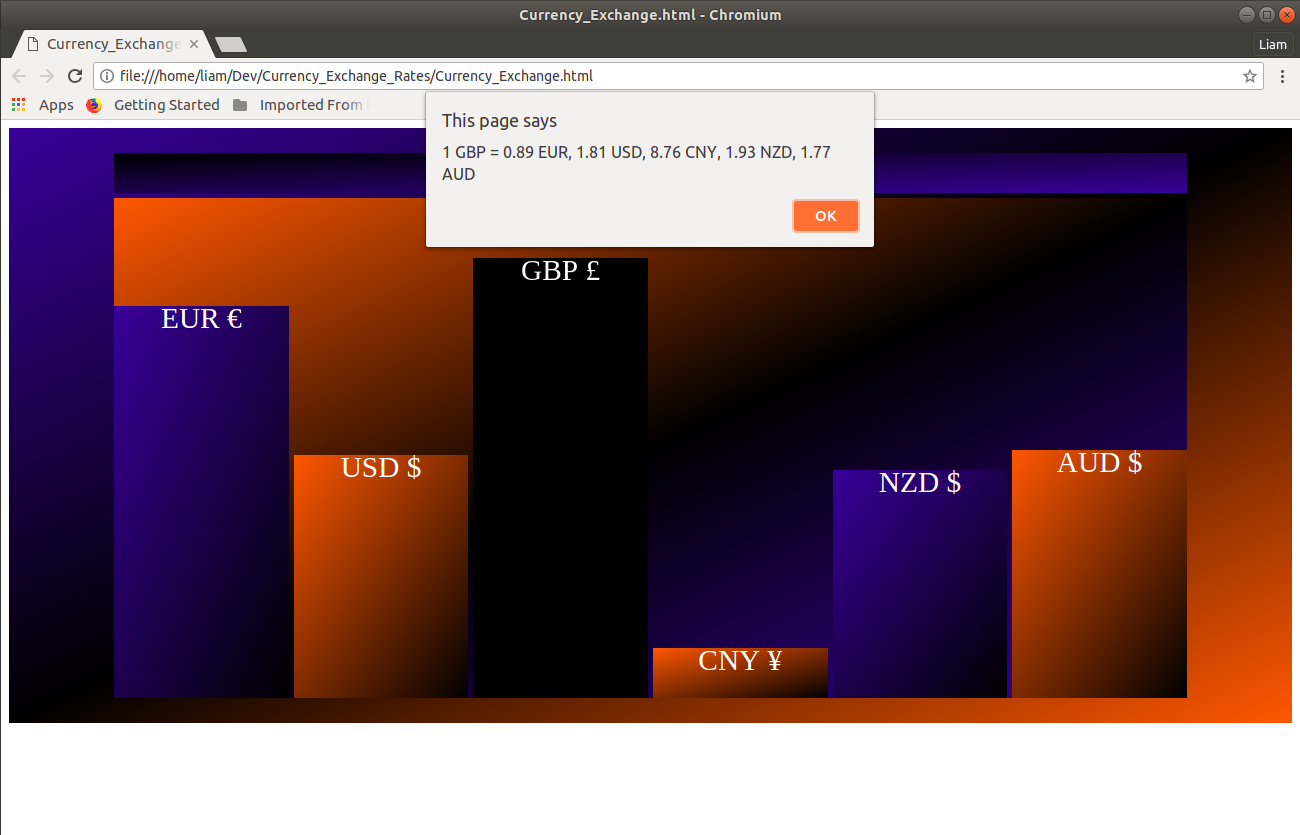 Currency_Exchange.html - Chromium
Currency_Exchange
Liam
file:///home/liam/Dev/Currency_Exchange_Rates/Currency_Exchange.html
Apps Getting Started Imported From
This page says
1 GBP = 0.89 EUR, 1.81 USD, 8.76 CNY, 1.93 NZD, 1.77
AUD
OK
GBP £
EUR €
USD $
AUD $
NZD $
CNY ¥